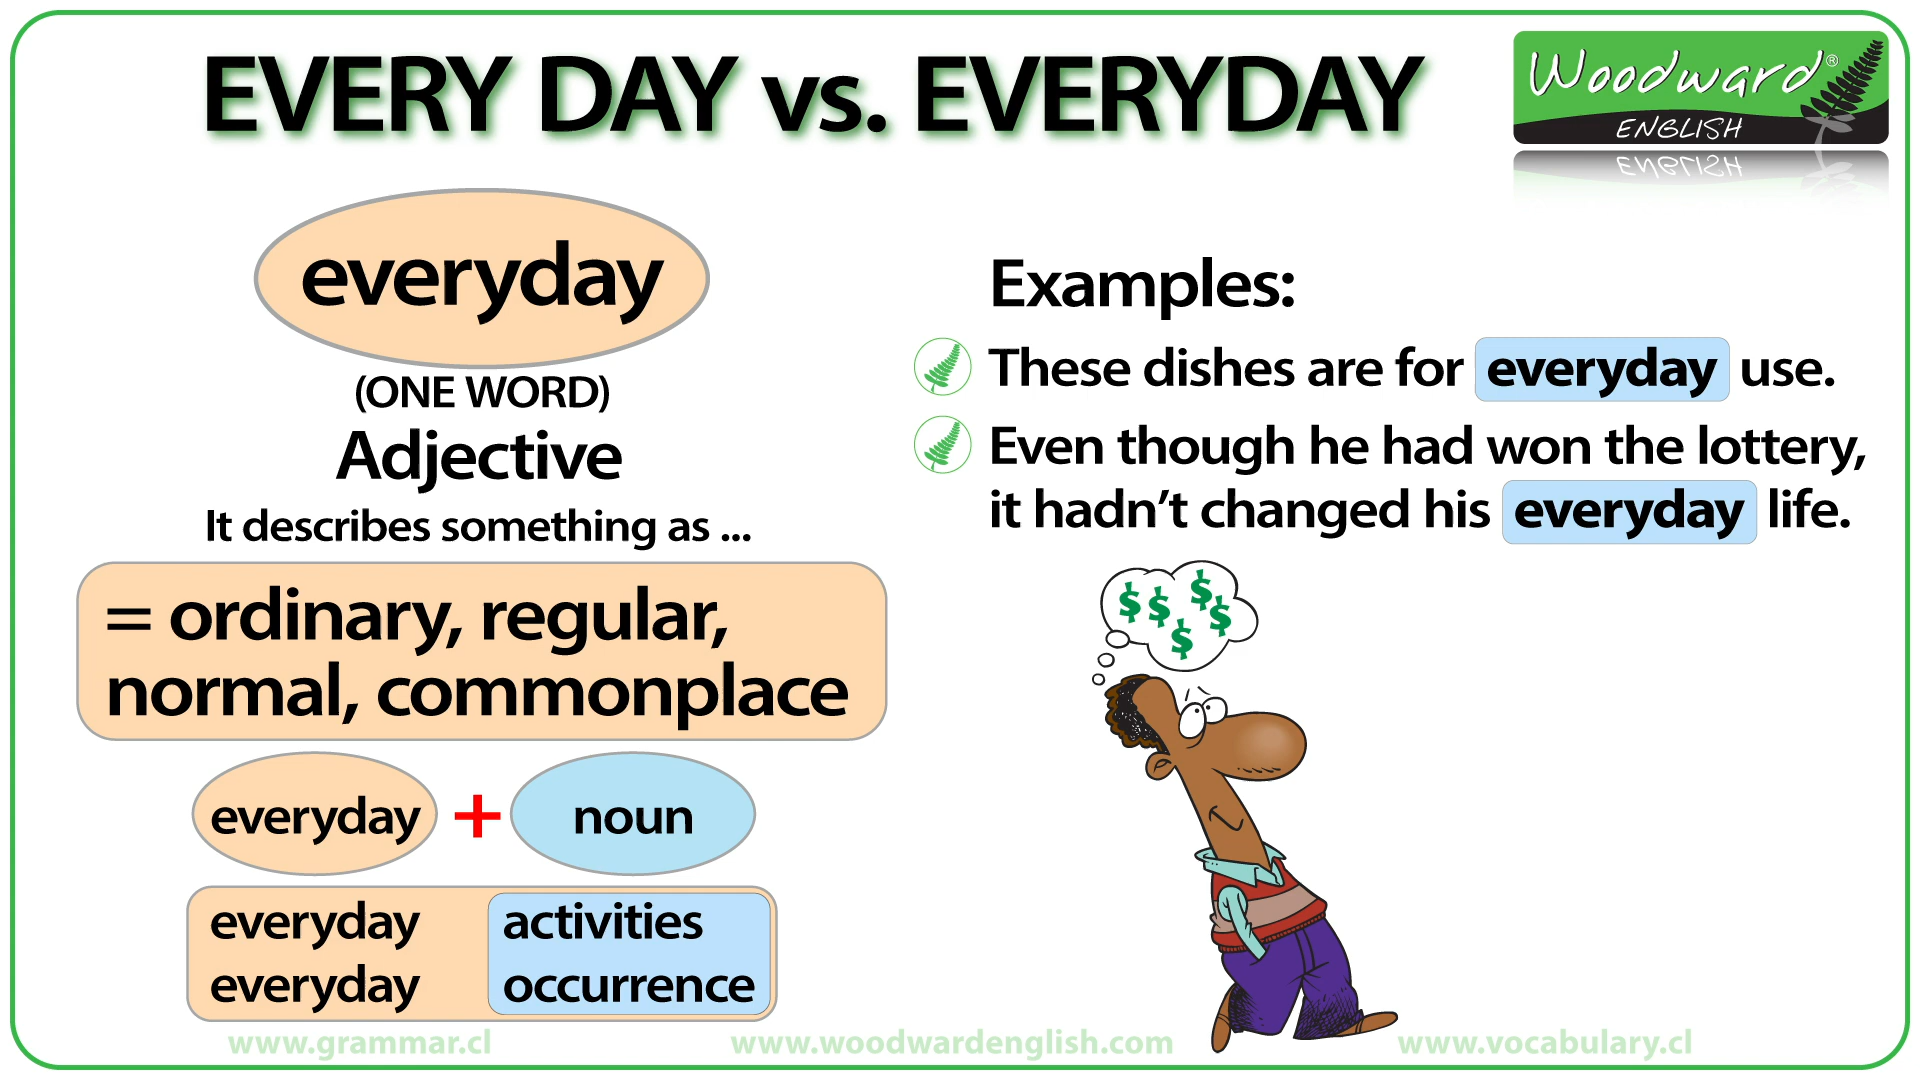 EVERY DAY vs. EVERYDAY
Woodward®
ENGLISH
everyday
(ONE WORD)
Adjective
It describes something as ...
= ordinary, regular,
normal, commonplace
everyday + noun
everyday activities
everyday occurrence
Examples:
These dishes are for everyday use.
Even though he had won the lottery,
it hadn’t changed his everyday life.
$ $ $ $ $
www.grammar.cl
www.woodwardenglish.com
www.vocabulary.cl